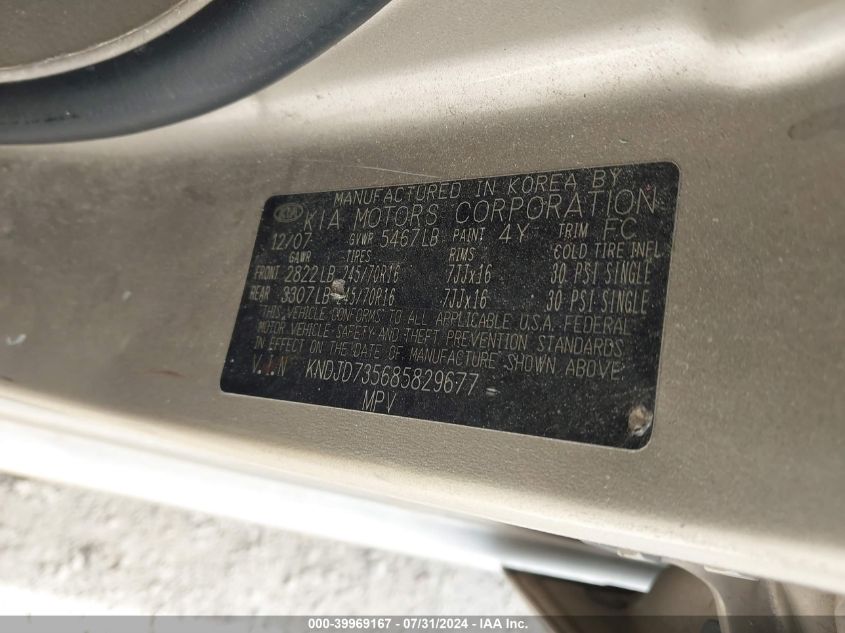 MANUFACTURED IN KOREA BY
KIA KIA MOTORS CORPORATION
12/07 GVWR 5467LB PAINT 4Y TRIM FC
GAWR TIRES RIMS COLD TIRE INFL
FRONT 2822LB 245/70R16 7JJx16 30 PSI SINGLE
REAR 3307LB 245/70R16 7JJx16 30 PSI SINGLE
THIS VEHICLE CONFORMS TO ALL APPLICABLE U.S.A. FEDERAL
MOTOR VEHICLE SAFETY AND THEFT PREVENTION STANDARDS
IN EFFECT ON THE DATE OF MANUFACTURE SHOWN ABOVE
V.I.N KNDJD735685829677
MPV
000-39969167 / 07/31/2024 / IAA Inc.